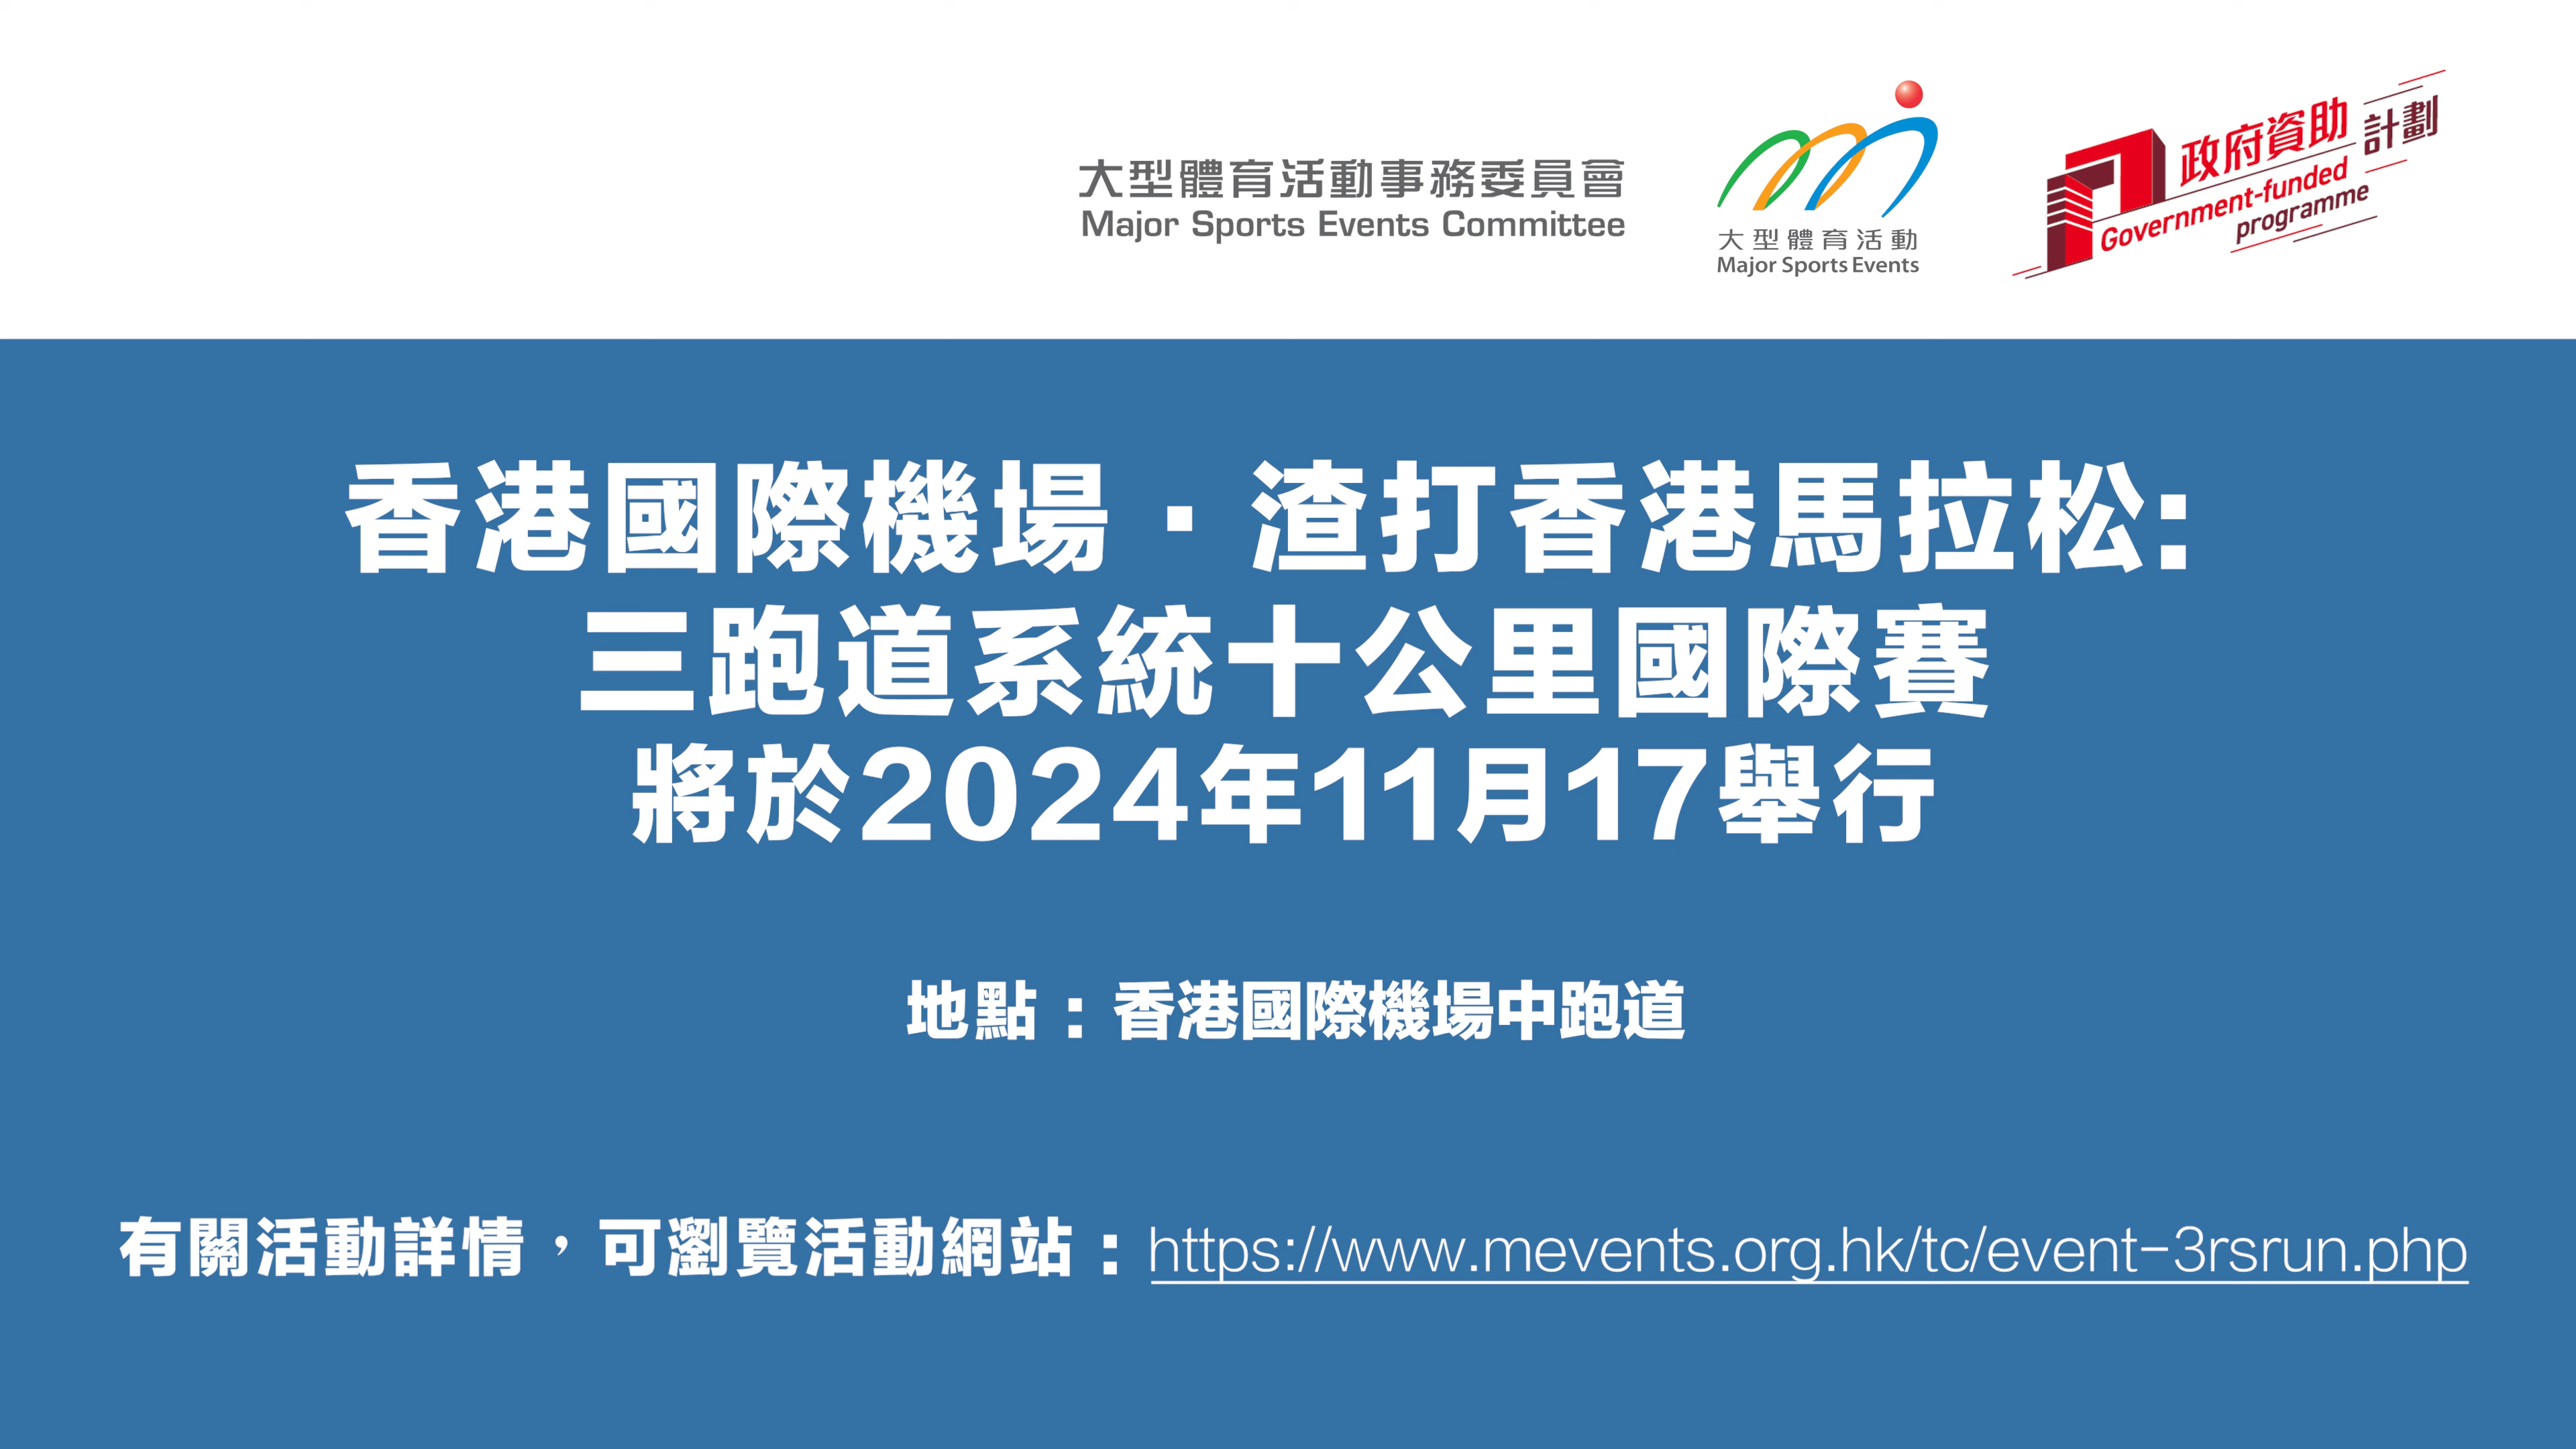 大型體育活動事務委員會
Major Sports Events Committee
大型體育活動
Major Sports Events
政府資助計劃
Government-funded
programme
香港國際機場‧渣打香港馬拉松:
三跑道系統十公里國際賽
將於2024年11月17舉行
地點：香港國際機場中跑道
有關活動詳情，可瀏覽活動網站：https://www.mevents.org.hk/tc/event-3rsrun.php